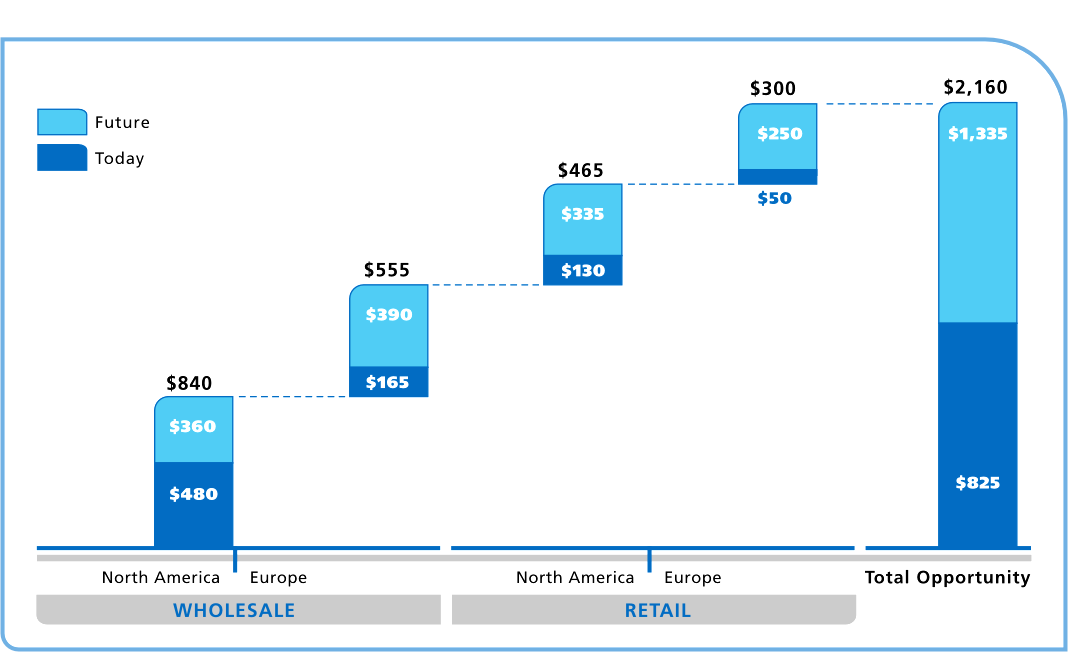 $300
$2,160
Future
$250
$1,335
Today
$465
$50
$335
$555
$130
$390
$840
$165
$360
$480
$825
North America
Europe
North America
Europe
Total Opportunity
WHOLESALE
RETAIL